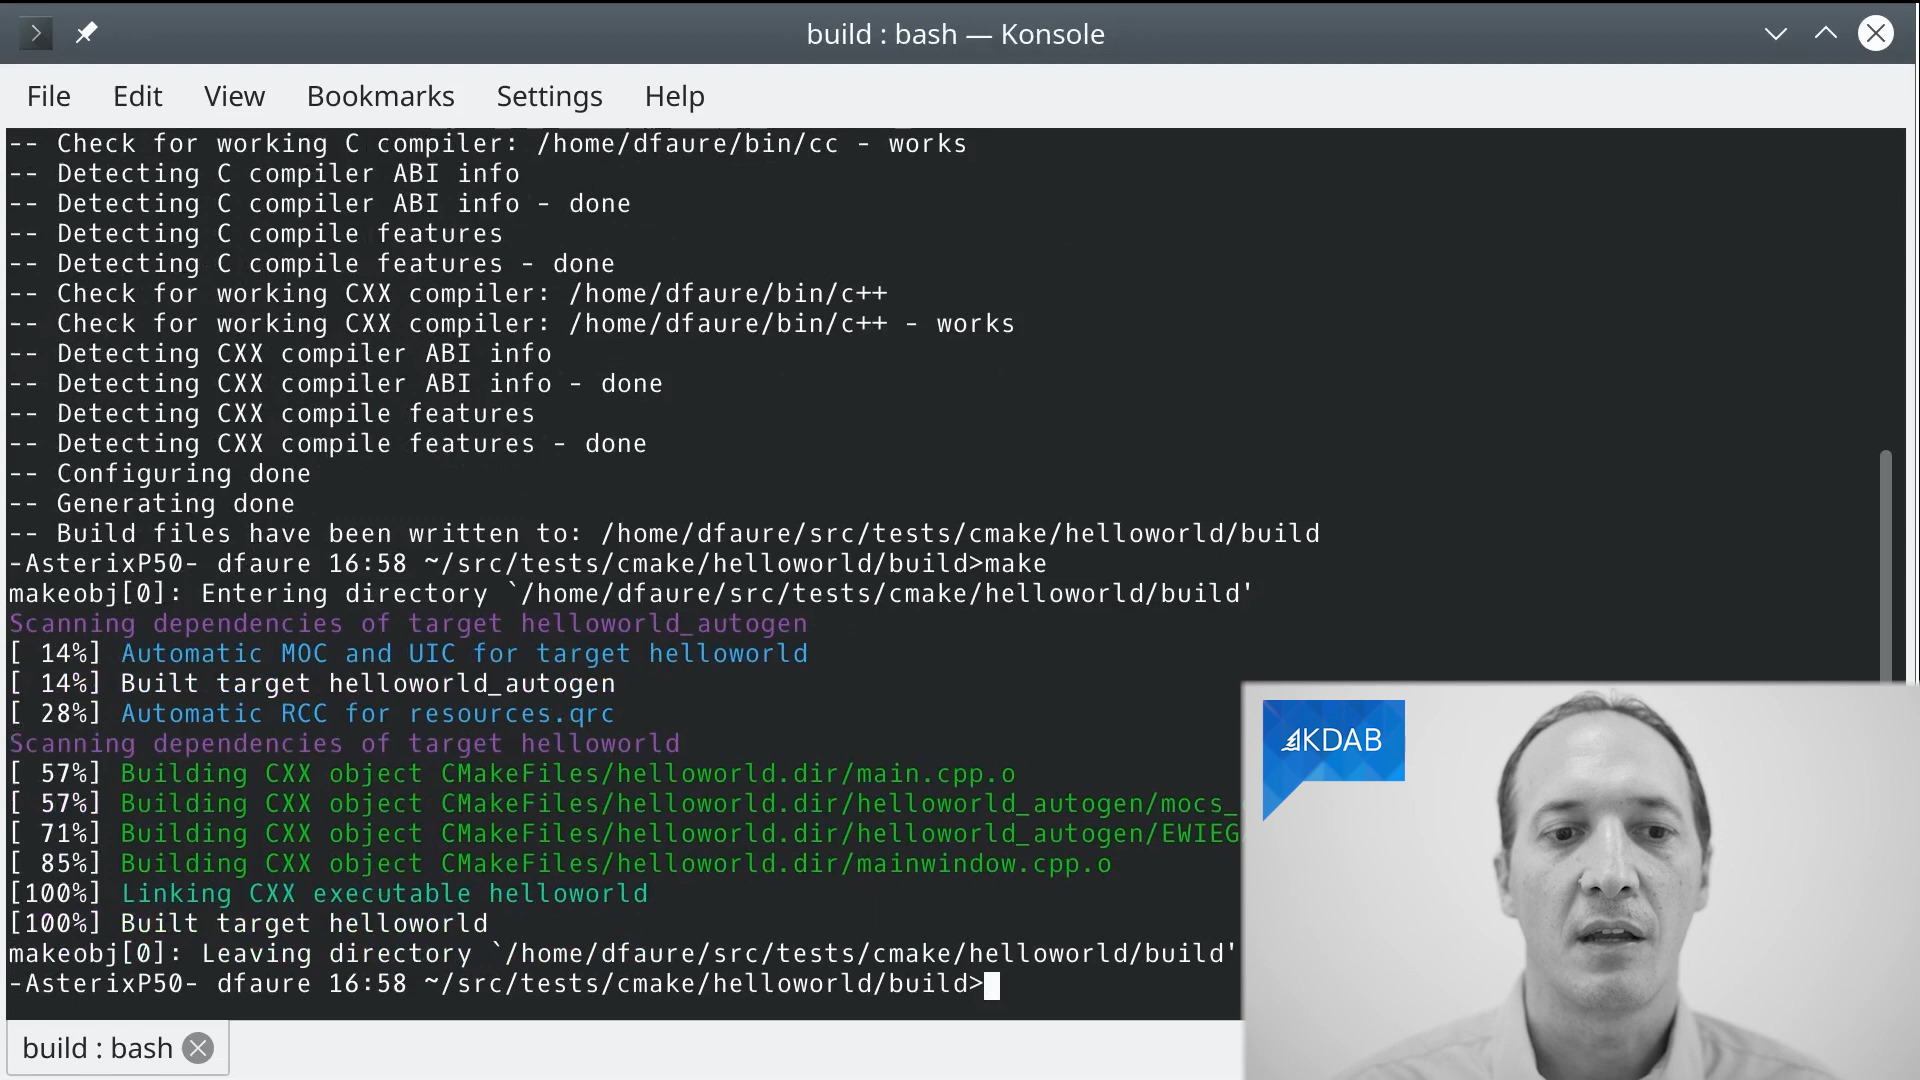 build : bash — Konsole
File Edit View Bookmarks Settings Help
-- Check for working C compiler: /home/dfaure/bin/cc - works
-- Detecting C compiler ABI info
-- Detecting C compiler ABI info - done
-- Detecting C compile features
-- Detecting C compile features - done
-- Check for working CXX compiler: /home/dfaure/bin/c++
-- Check for working CXX compiler: /home/dfaure/bin/c++ - works
-- Detecting CXX compiler ABI info
-- Detecting CXX compiler ABI info - done
-- Detecting CXX compile features
-- Detecting CXX compile features - done
-- Configuring done
-- Generating done
-- Build files have been written to: /home/dfaure/src/tests/cmake/helloworld/build
-AsterixP50- dfaure 16:58 ~/src/tests/cmake/helloworld/build>make
makeobj[0]: Entering directory `/home/dfaure/src/tests/cmake/helloworld/build'
Scanning dependencies of target helloworld_autogen
[ 14%] Automatic MOC and UIC for target helloworld
[ 14%] Built target helloworld_autogen
[ 28%] Automatic RCC for resources.qrc
Scanning dependencies of target helloworld
[ 57%] Building CXX object CMakeFiles/helloworld.dir/main.cpp.o
[ 57%] Building CXX object CMakeFiles/helloworld.dir/helloworld_autogen/mocs_
[ 71%] Building CXX object CMakeFiles/helloworld.dir/helloworld_autogen/EWIEG
[ 85%] Building CXX object CMakeFiles/helloworld.dir/mainwindow.cpp.o
[100%] Linking CXX executable helloworld
[100%] Built target helloworld
makeobj[0]: Leaving directory `/home/dfaure/src/tests/cmake/helloworld/build'
-AsterixP50- dfaure 16:58 ~/src/tests/cmake/helloworld/build>
KDAB
build : bash